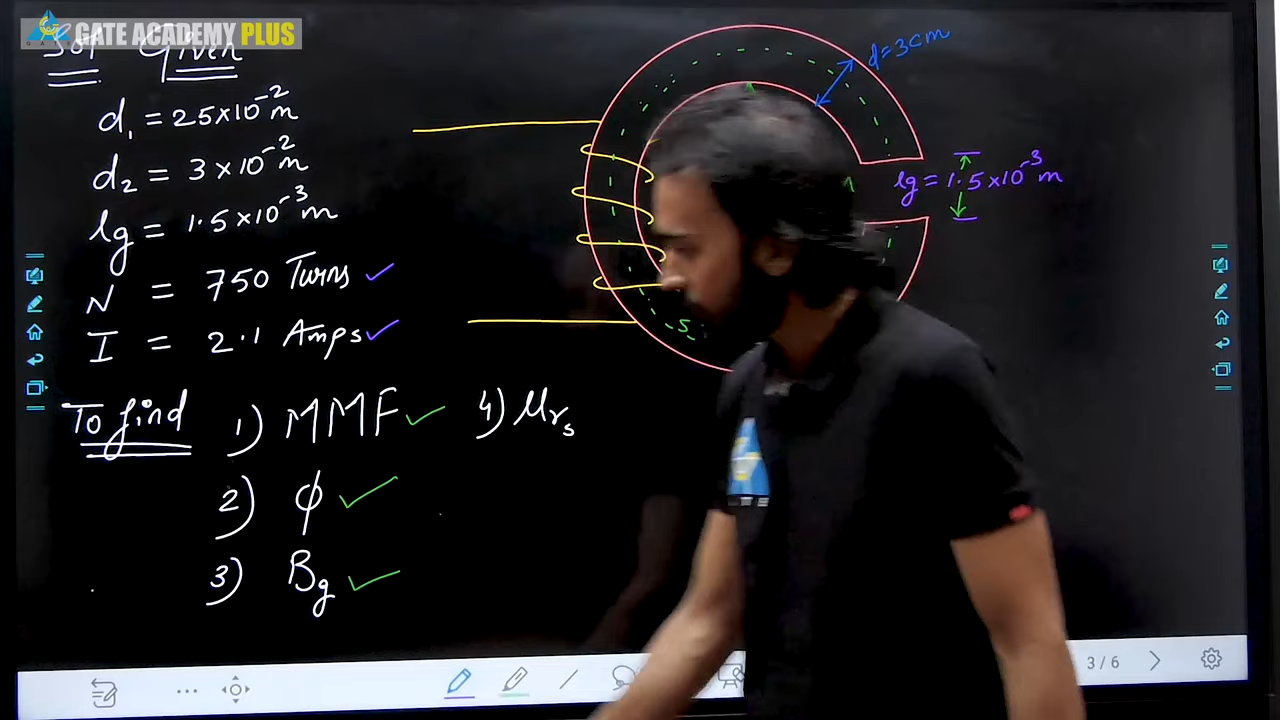 GATE ACADEMY PLUS
Sol Given
d₁ = 25×10⁻² m
d₂ = 3×10⁻² m
lg = 1.5×10⁻³ m
N = 750 Turns ✓
I = 2.1 Amps ✓
To find 1) MMF ✓ 4) μrs
2) ϕ ✓
3) Bg ✓
d=3cm
lg = 1.5×10⁻³ m
S
3/6